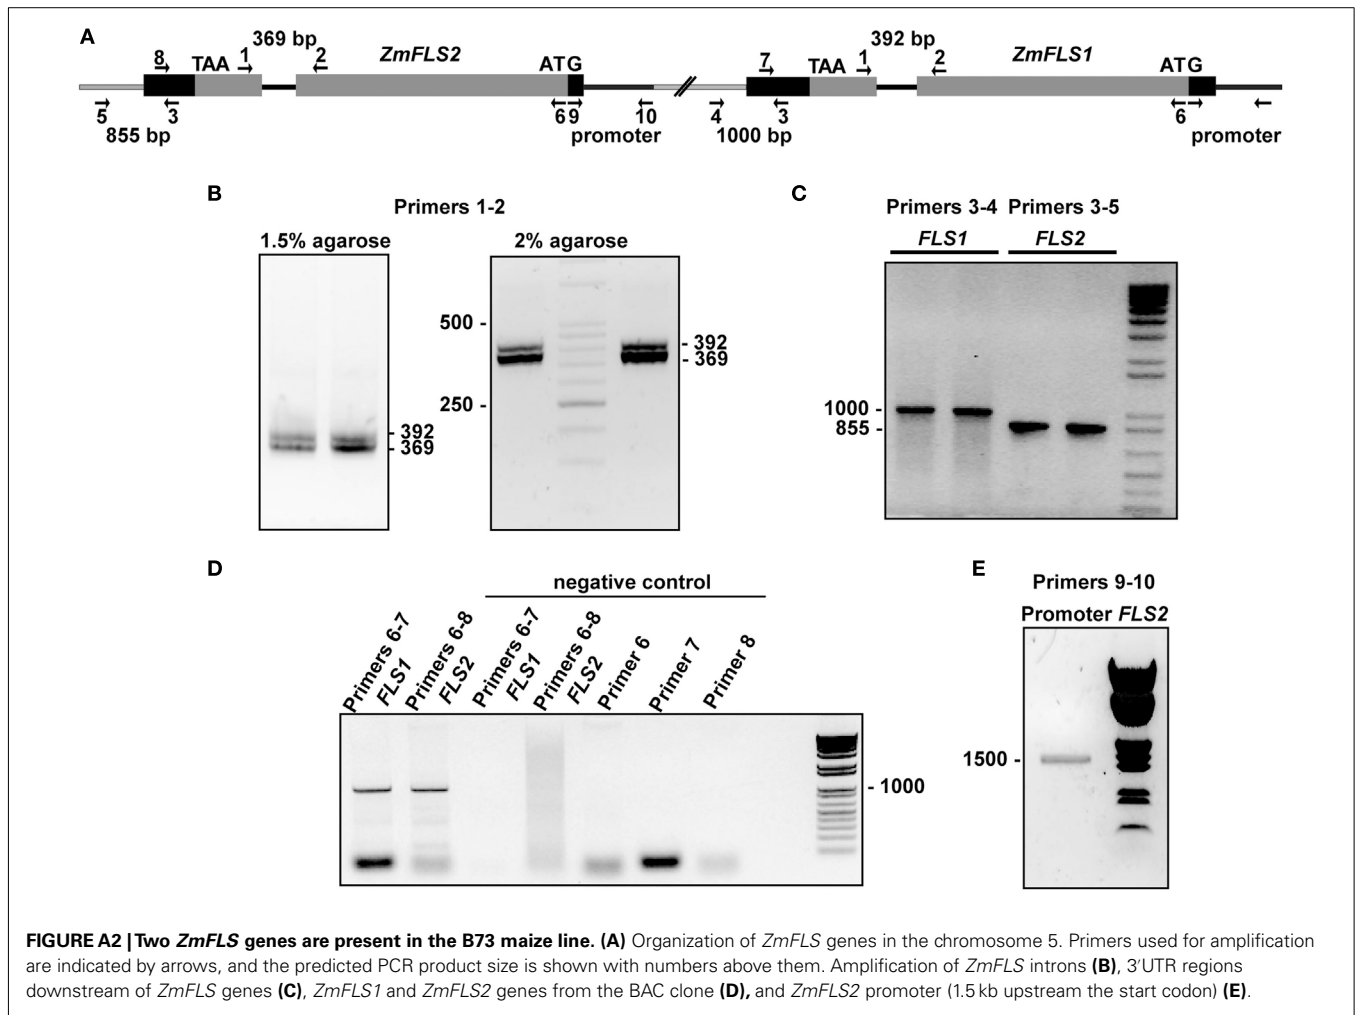 A
8
TAA
1
369 bp
2
ZmFLS2
ATG
7
TAA
1
392 bp
2
ZmFLS1
ATG
5
3
6
9
10
4
3
6
855 bp
promoter
1000 bp
promoter
B
Primers 1-2
1.5% agarose
2% agarose
500 -
250 -
- 392
- 369
- 392
- 369
C
Primers 3-4 Primers 3-5
FLS1 FLS2
1000 -
855 -
D
negative control
Primers 6-7
FLS1
Primers 6-8
FLS2
Primers 6-7
FLS1
Primers 6-8
FLS2
Primer 6
Primer 7
Primer 8
- 1000
E
Primers 9-10
Promoter FLS2
1500 -
FIGURE A2 | Two ZmFLS genes are present in the B73 maize line. (A) Organization of ZmFLS genes in the chromosome 5. Primers used for amplification
are indicated by arrows, and the predicted PCR product size is shown with numbers above them. Amplification of ZmFLS introns (B), 3′UTR regions
downstream of ZmFLS genes (C), ZmFLS1 and ZmFLS2 genes from the BAC clone (D), and ZmFLS2 promoter (1.5 kb upstream the start codon) (E).